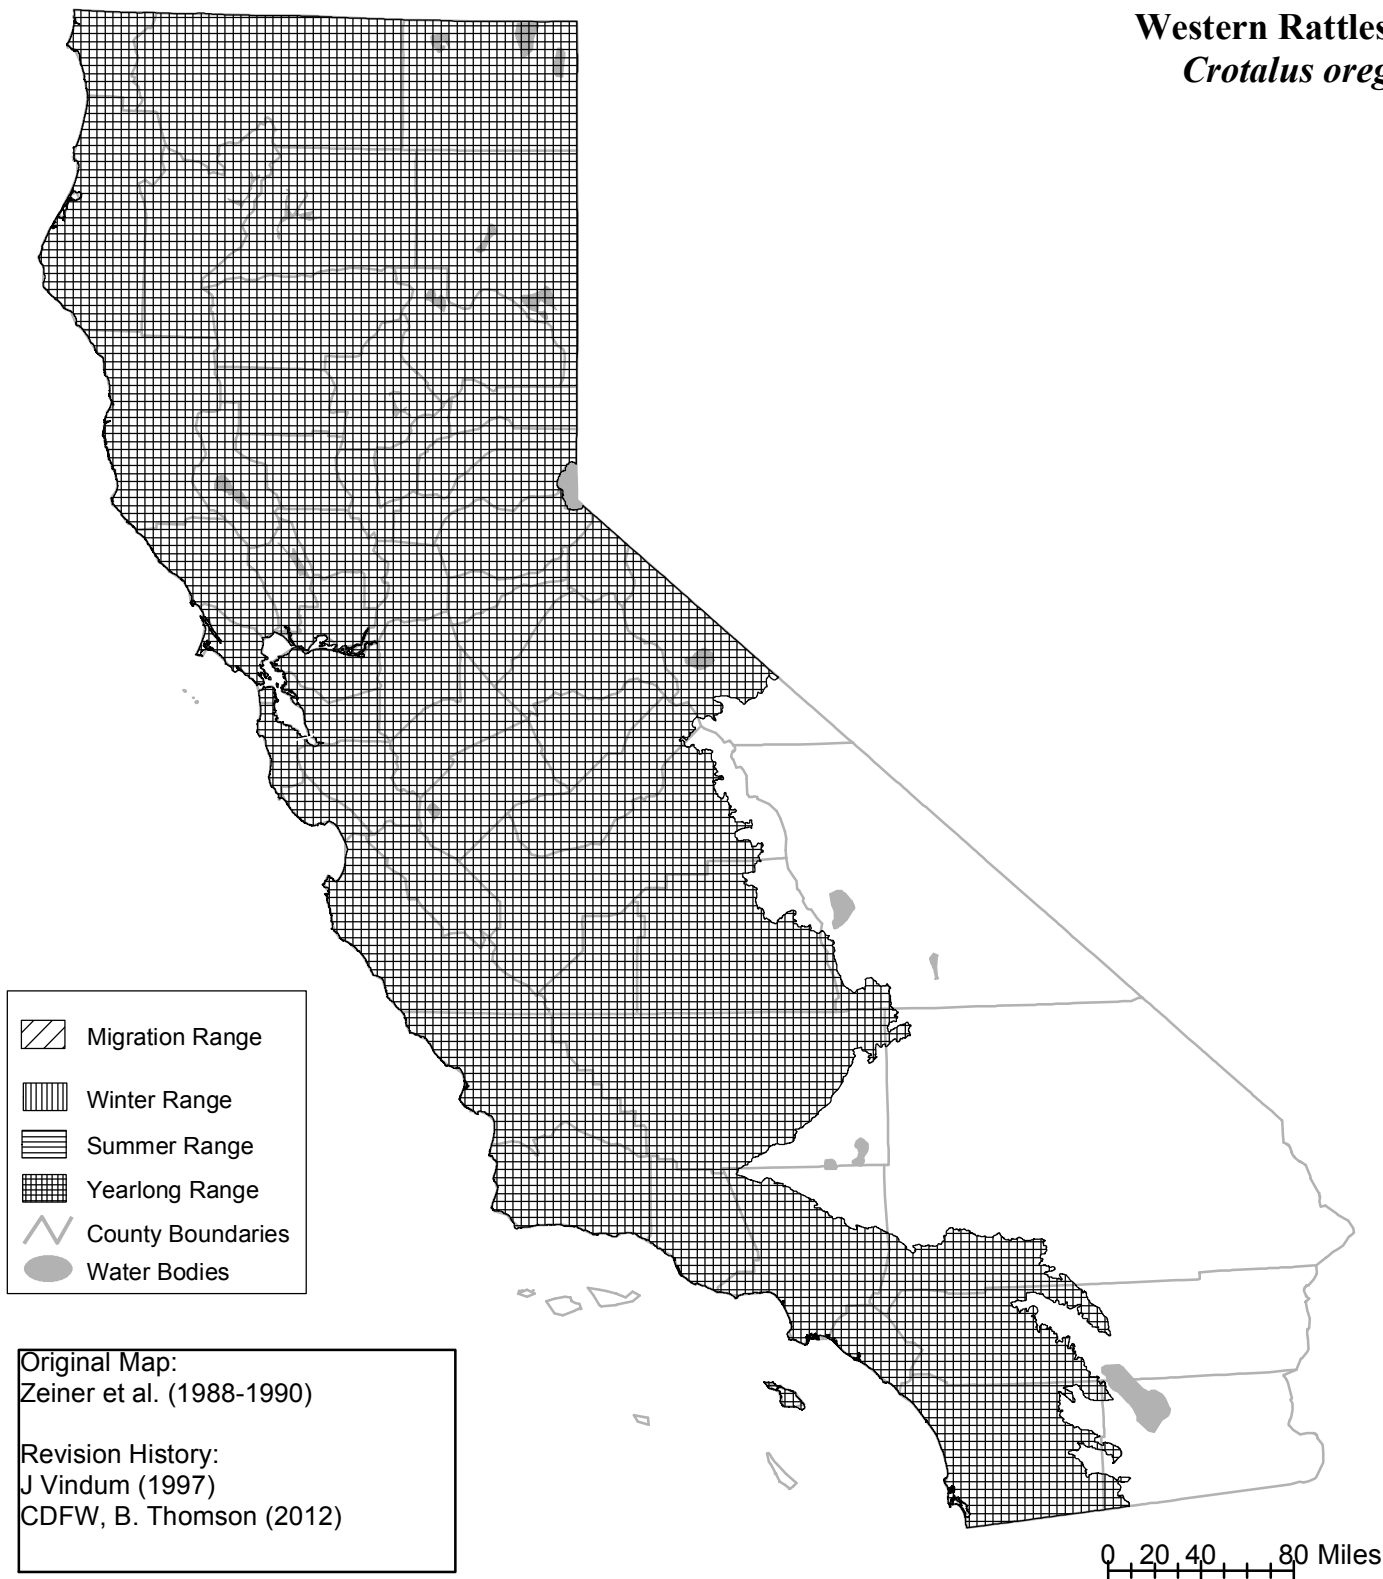 Western Rattles
Crotalus oreg
Migration Range
Winter Range
Summer Range
Yearlong Range
County Boundaries
Water Bodies
Original Map:
Zeiner et al. (1988-1990)
Revision History:
J Vindum (1997)
CDFW, B. Thomson (2012)
0 20 40 80 Miles